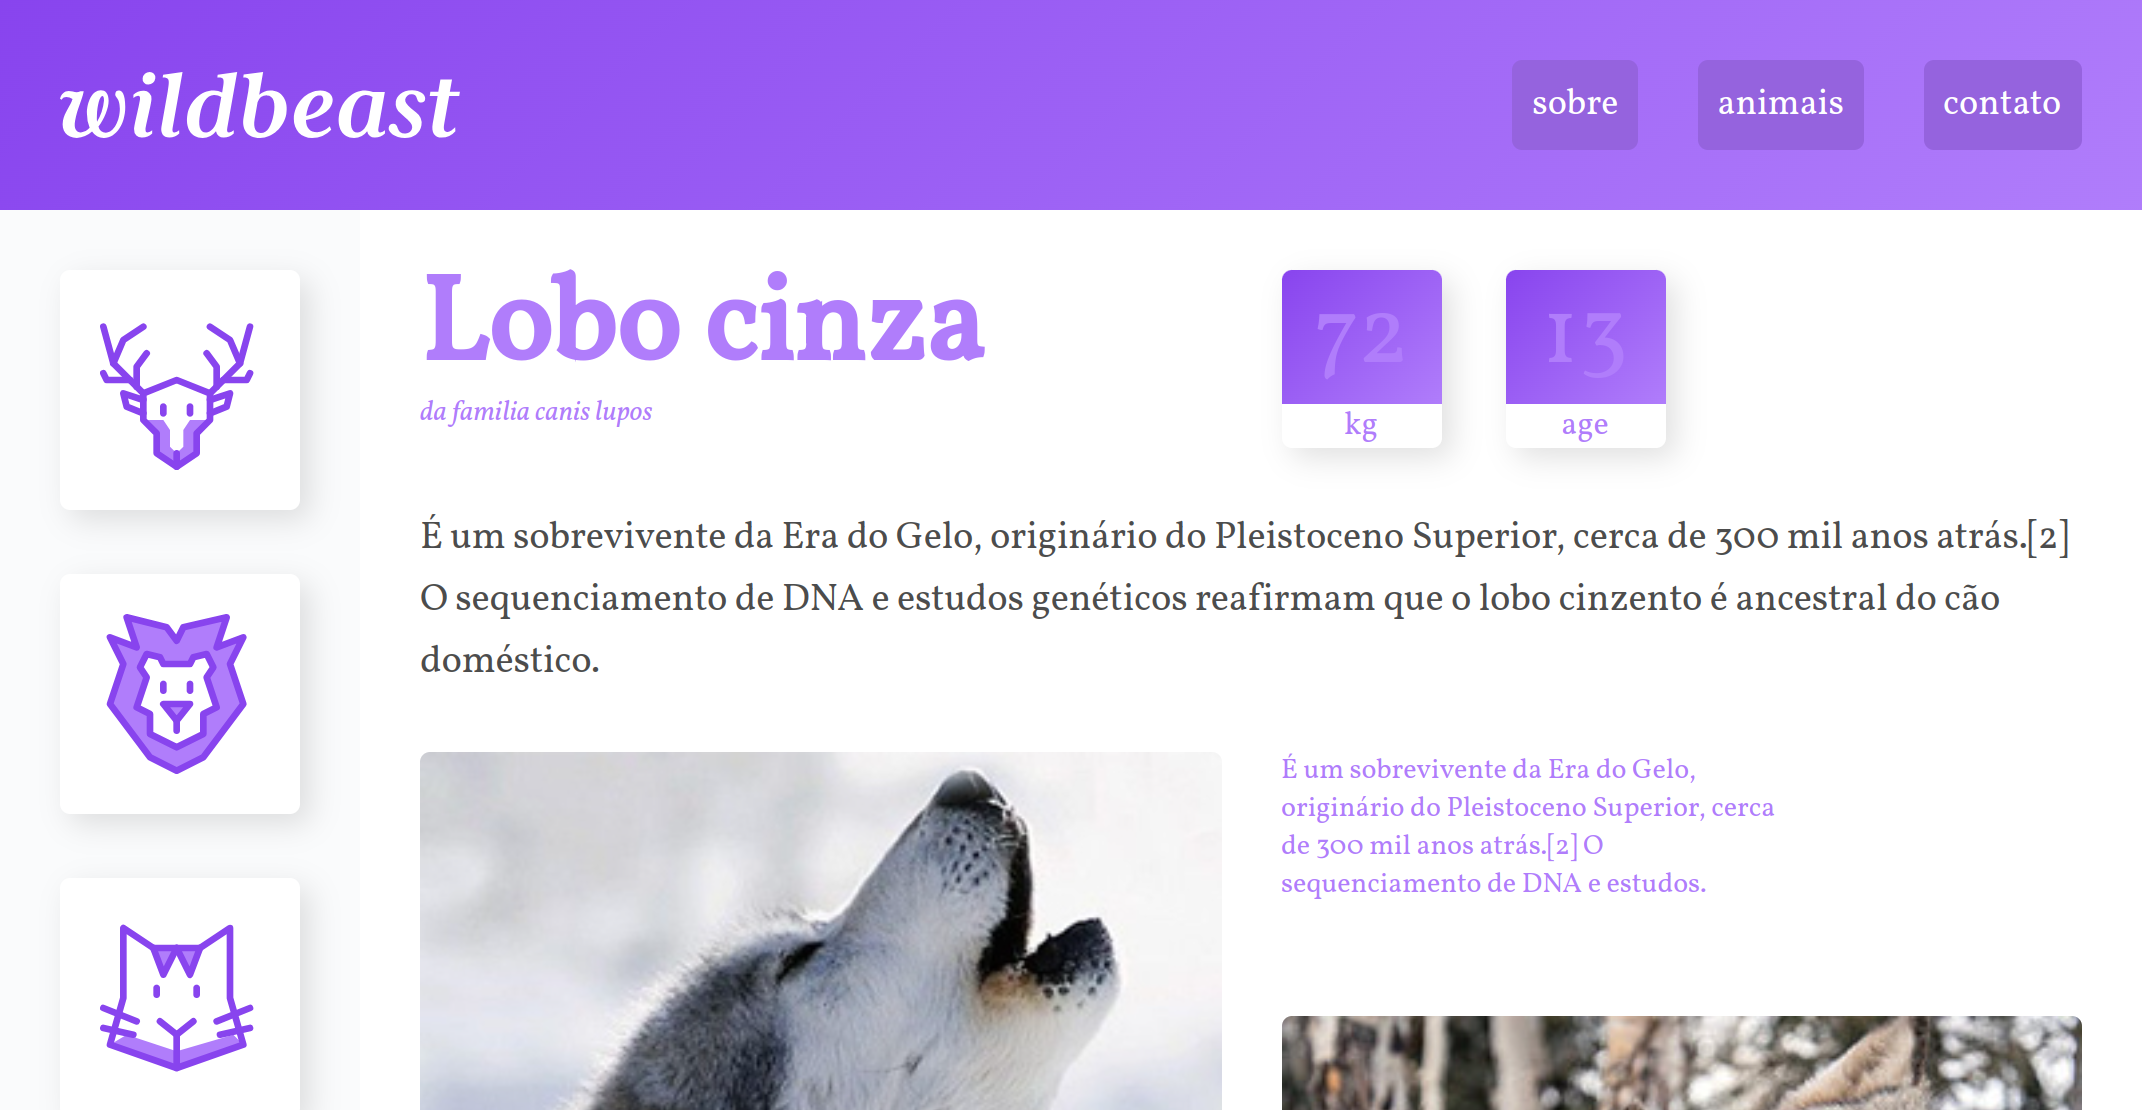 wildbeast
sobre
animais
contato
Lobo cinza
da familia canis lupos
72
kg
13
age
É um sobrevivente da Era do Gelo, originário do Pleistoceno Superior, cerca de 300 mil anos atrás.[2]
O sequenciamento de DNA e estudos genéticos reafirmam que o lobo cinzento é ancestral do cão
doméstico.
É um sobrevivente da Era do Gelo,
originário do Pleistoceno Superior, cerca
de 300 mil anos atrás.[2] O
sequenciamento de DNA e estudos.